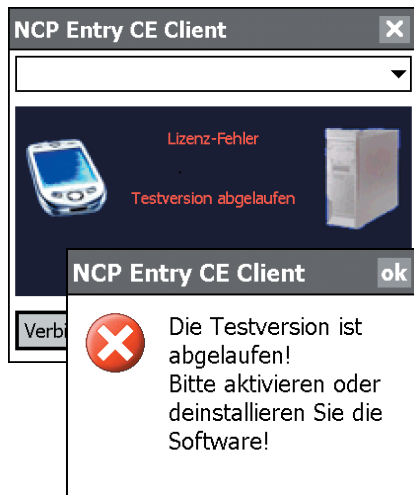 NCP Entry CE Client
Lizenz-Fehler
Testversion abgelaufen
NCP Entry CE Client
ok
Die Testversion ist
abgelaufen!
Bitte aktivieren oder
deinstallieren Sie die
Software!
Verbi